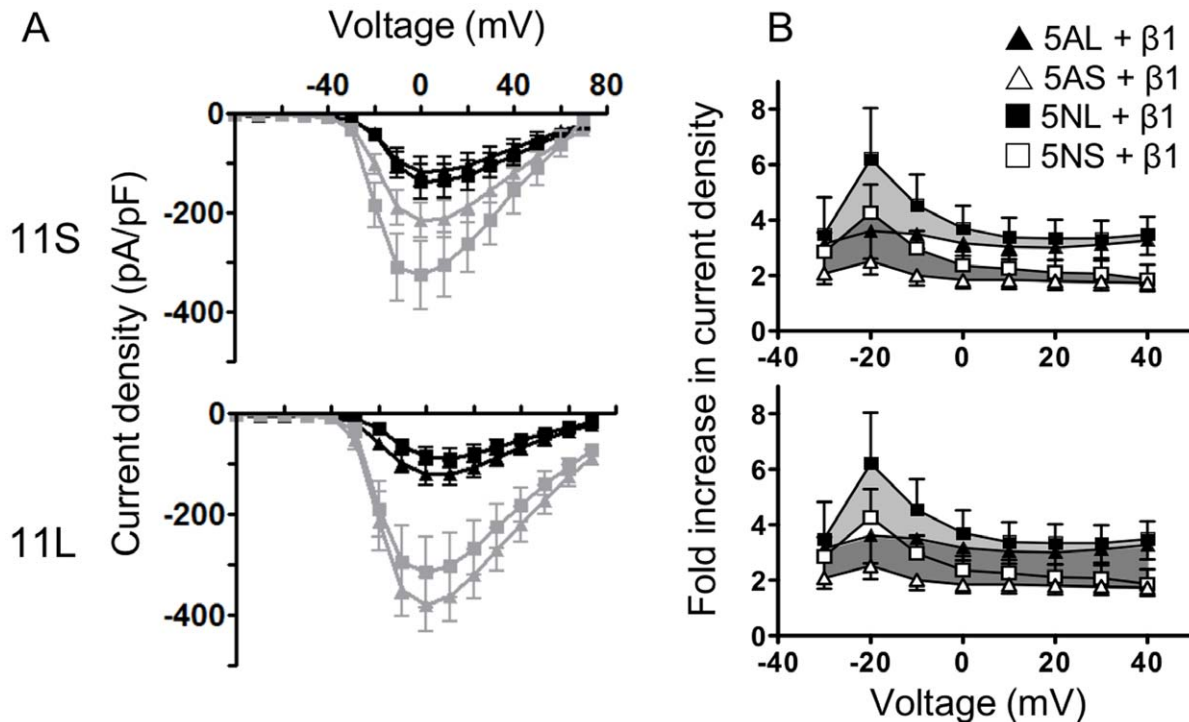 A
Voltage (mV)
-40 0 40 80
11S
Current density (pA/pF)
0
-200
-400
11L
0
-200
-400
B
▲ 5AL + β1
△ 5AS + β1
■ 5NL + β1
□ 5NS + β1
Fold increase in current density
8
6
4
2
0
-40 -20 0 20 40
8
6
4
2
0
-40 -20 0 20 40
Voltage (mV)